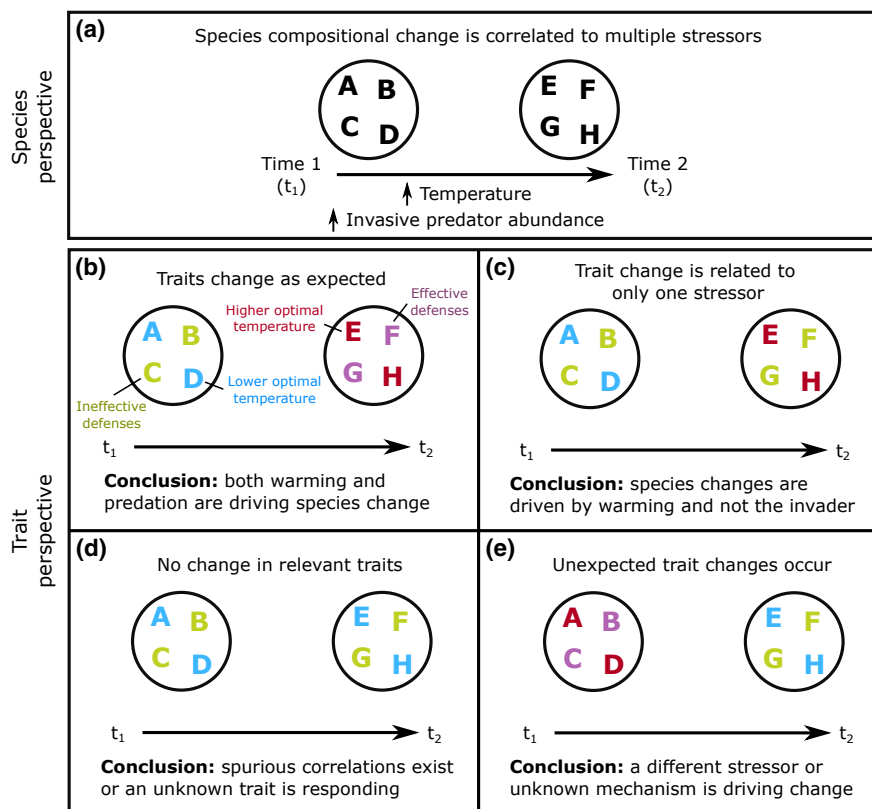 (a)
Species compositional change is correlated to multiple stressors
Species
perspective
A B
C D
E F
G H
Time 1
(t₁)
Time 2
(t₂)
Temperature
Invasive predator abundance
Trait
perspective
(b)
Traits change as expected
Higher optimal
temperature
Effective
defenses
A B
C D
E F
G H
Ineffective
defenses
Lower optimal
temperature
t₁
t₂
Conclusion: both warming and
predation are driving species change
(c)
Trait change is related to
only one stressor
A B
C D
E F
G H
t₁
t₂
Conclusion: species changes are
driven by warming and not the invader
(d)
No change in relevant traits
A B
C D
E F
G H
t₁
t₂
Conclusion: spurious correlations exist
or an unknown trait is responding
(e)
Unexpected trait changes occur
A B
C D
E F
G H
t₁
t₂
Conclusion: a different stressor or
unknown mechanism is driving change